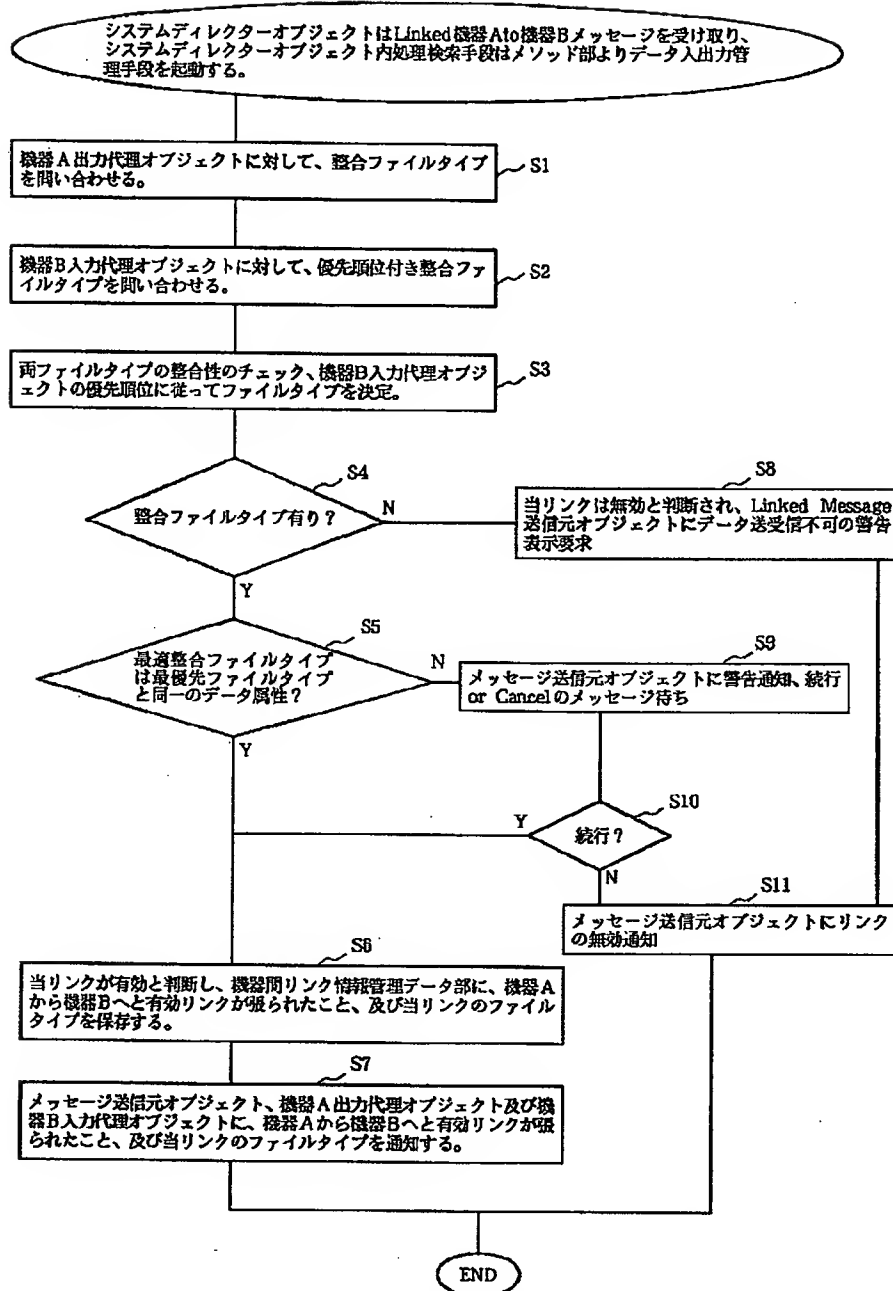 システムディレクターオブジェクトはLinked機器Ato機器Bメッセージを受け取り、
システムオブジェクト内処理検索手段はメソッド部よりデータ入出力管
理手段を起動する。
機器A出力代理オブジェクトに対して、整合ファイルタイプ
を問い合わせる。
S1
機器B入力代理オブジェクトに対して、優先順位付き整合ファ
イルタイプを問い合わせる。
S2
両ファイルタイプの整合性のチェック、機器B入力代理オブジ
ェクトの優先順位に従ってファイルタイプを決定。
S3
S4
整合ファイルタイプ有り?
N
Y
S8
当リンクは無効と判断され、Linked Message
送信元オブジェクトにデータ送受信不可の警告
表示要求
S5
最適整合ファイルタイプ
は最優先ファイルタイプ
と同一のデータ属性?
N
Y
S9
メッセージ送信元オブジェクトに警告通知、続行
or Cancelのメッセージ待ち
S10
続行?
Y
N
S11
メッセージ送信元オブジェクトにリンク
の無効通知
S6
当リンクが有効と判断し、機器間リンク情報管理データ部に、機器A
から機器Bへと有効リンクが張られたこと、及び当リンクのファイル
タイプを保存する。
S7
メッセージ送信元オブジェクト、機器A出力代理オブジェクト及び機
器B入力代理オブジェクトに、機器Aから機器Bへと有効リンクが張
られたこと、及び当リンクのファイルタイプを通知する。
END